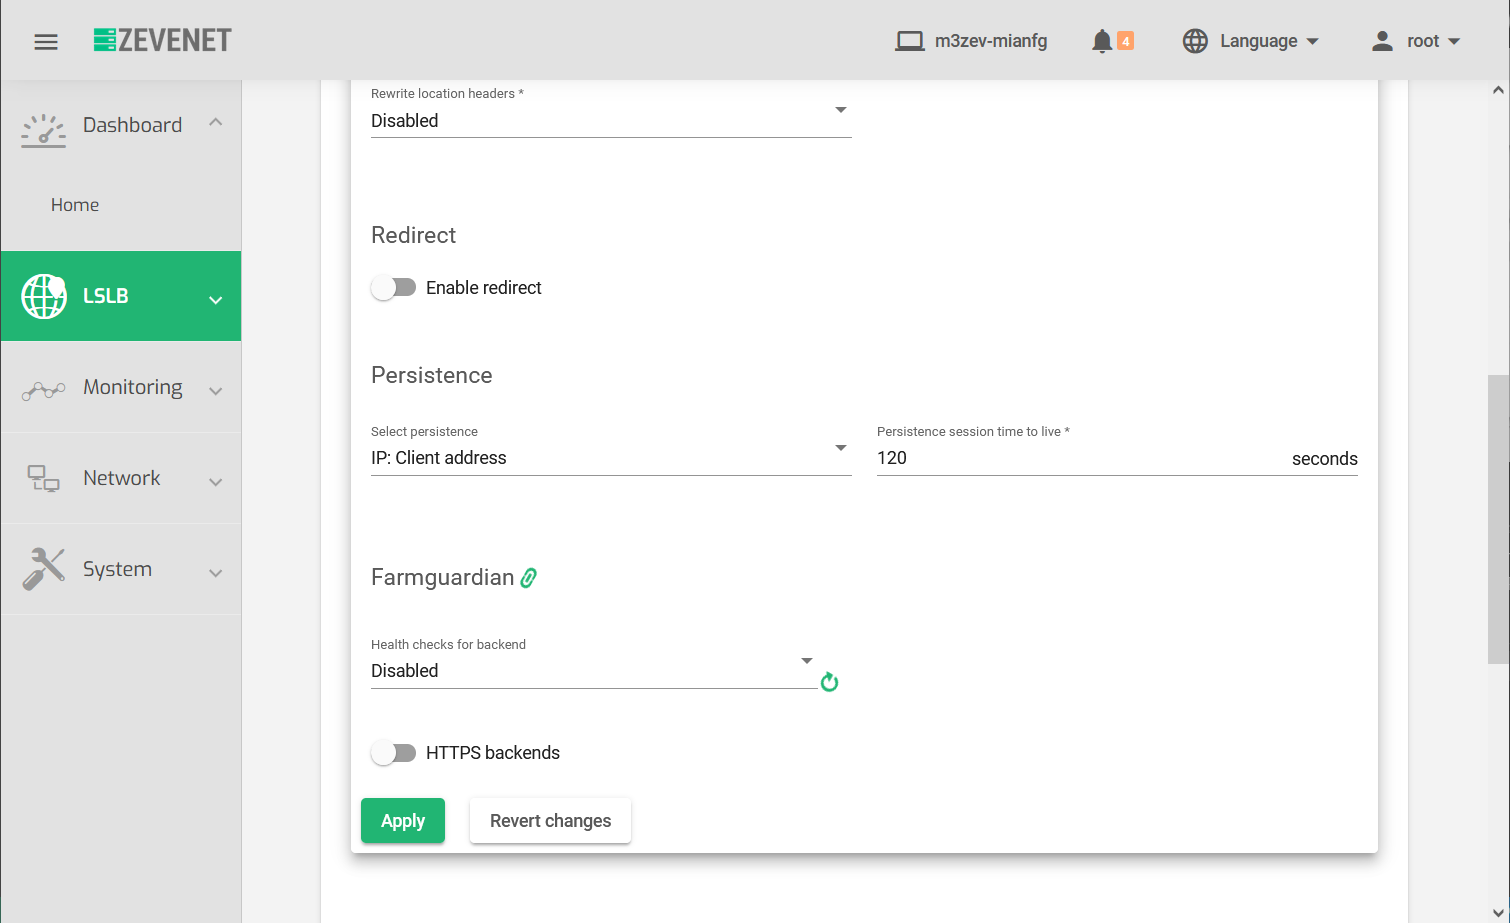 ZEVENET
m3zev-mianfg
4
Language
root
Dashboard
Home
LSLB
Monitoring
Network
System
Rewrite location headers *
Disabled
Redirect
Enable redirect
Persistence
Select persistence
IP: Client address
Persistence session time to live *
120
seconds
Farmguardian
Health checks for backend
Disabled
HTTPS backends
Apply
Revert changes